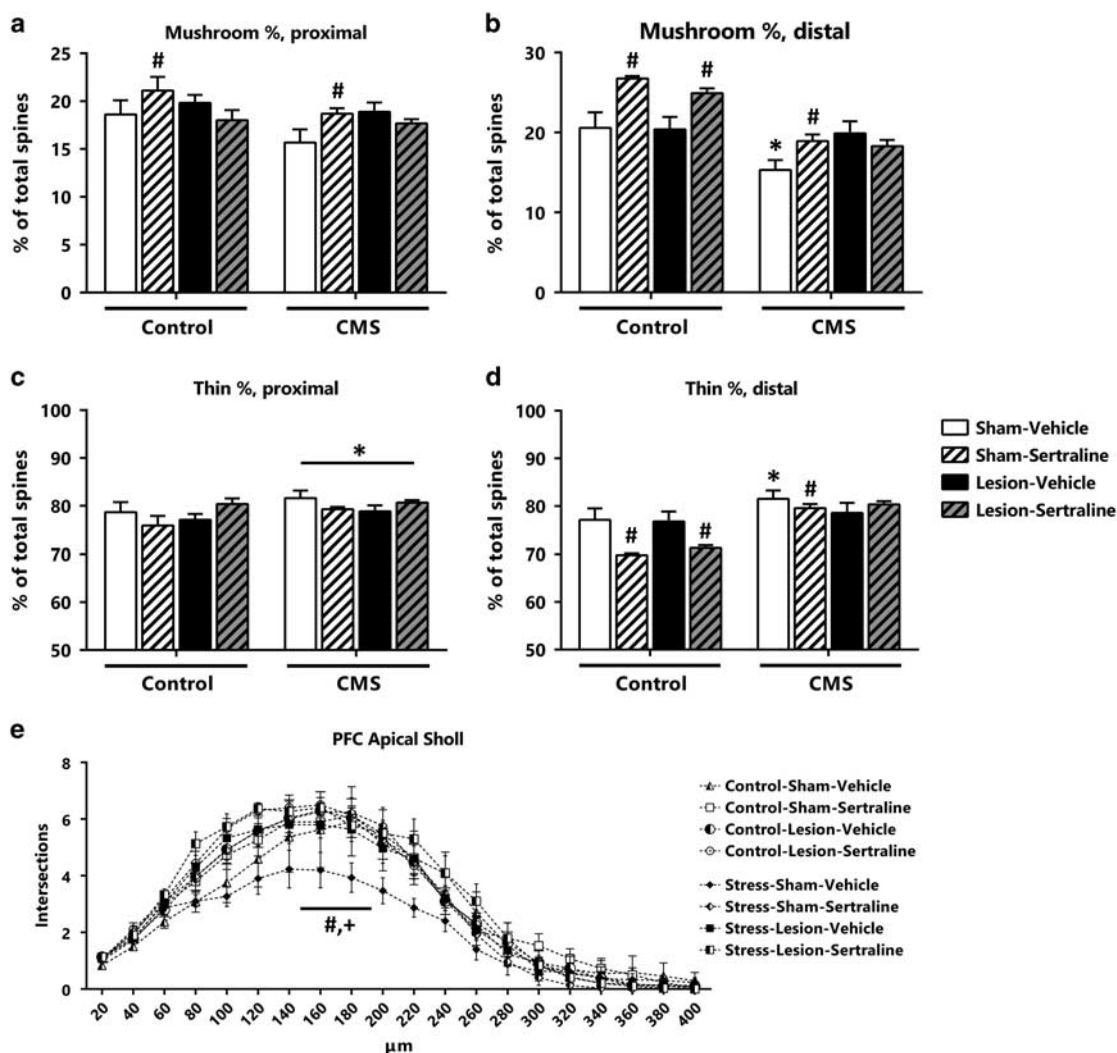 a
Mushroom %, proximal
% of total spines
25
20
15
10
5
0
#
#
Control
CMS
b
Mushroom %, distal
% of total spines
30
20
10
0
#
#
*
#
Control
CMS
c
Thin %, proximal
% of total spines
100
90
80
70
60
50
*
Control
CMS
d
Thin %, distal
% of total spines
100
90
80
70
60
50
#
#
*
#
Control
CMS
Sham-Vehicle
Sham-Sertraline
Lesion-Vehicle
Lesion-Sertraline
e
PFC Apical Sholl
Intersections
8
6
4
2
0
#,+
20 40 60 80 100 120 140 160 180 200 220 240 260 280 300 320 340 360 380 400
µm
Control-Sham-Vehicle
Control-Sham-Sertraline
Control-Lesion-Vehicle
Control-Lesion-Sertraline
Stress-Sham-Vehicle
Stress-Sham-Sertraline
Stress-Lesion-Vehicle
Stress-Lesion-Sertraline